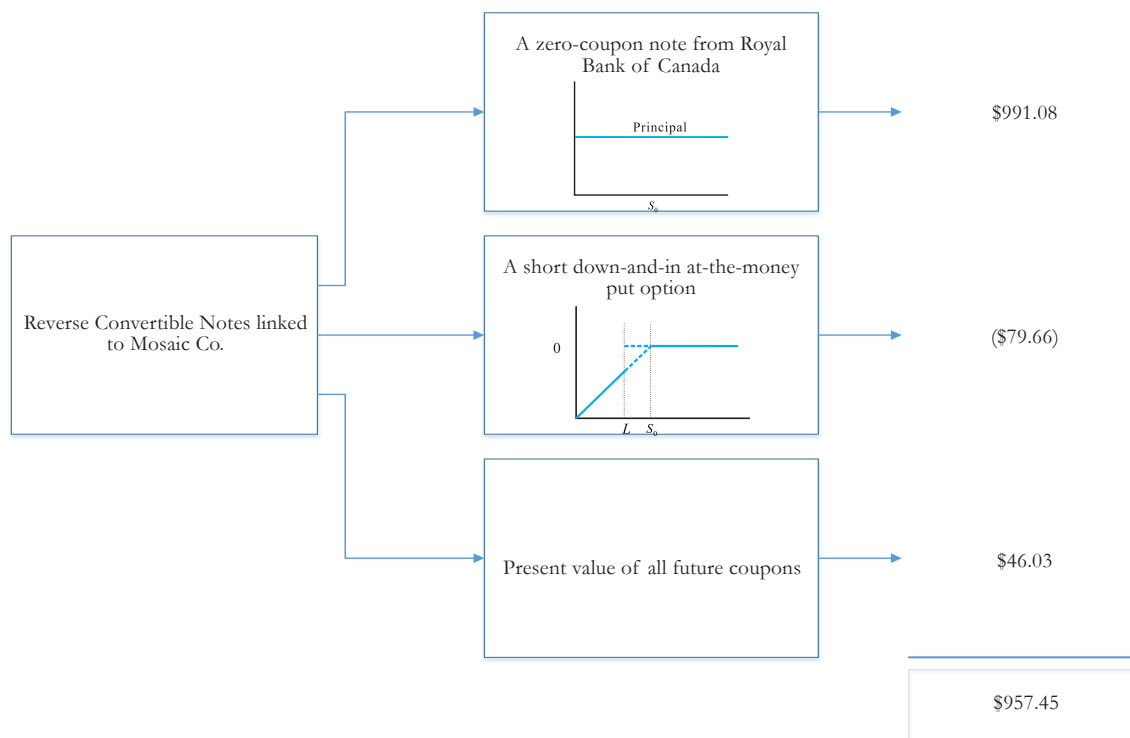 A zero-coupon note from Royal
Bank of Canada
Principal
S₀
$991.08
Reverse Convertible Notes linked
to Mosaic Co.
A short down-and-in at-the-money
put option
0
L S₀
($79.66)
Present value of all future coupons
$46.03
$957.45